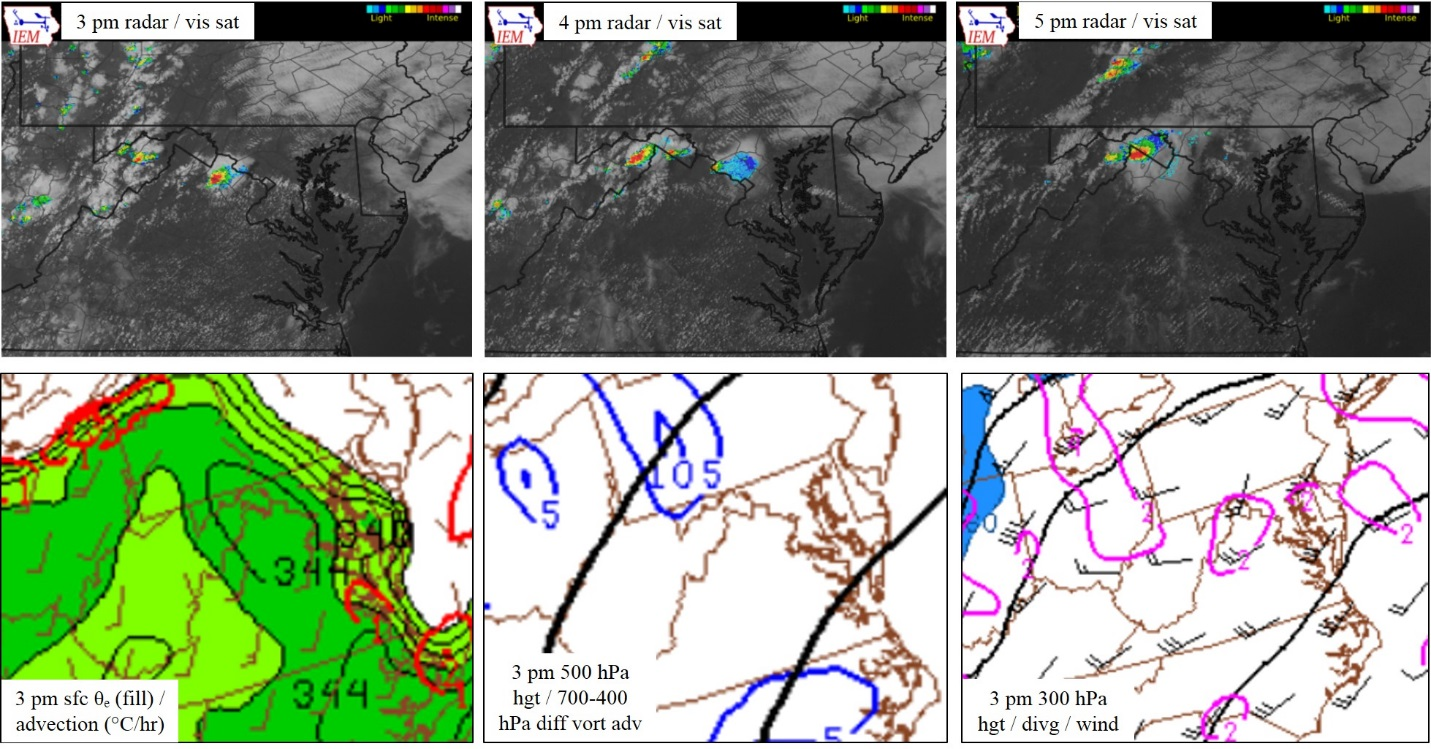 3 pm radar / vis sat
Light
Intense
IEM
4 pm radar / vis sat
Light
Intense
IEM
5 pm radar / vis sat
Light
Intense
IEM
344
344
3 pm sfc θe (fill) /
advection (°C/hr)
5
105
5
3 pm 500 hPa
hgt / 700-400
hPa diff vort adv
2
2
2
2
2
3 pm 300 hPa
hgt / divg / wind